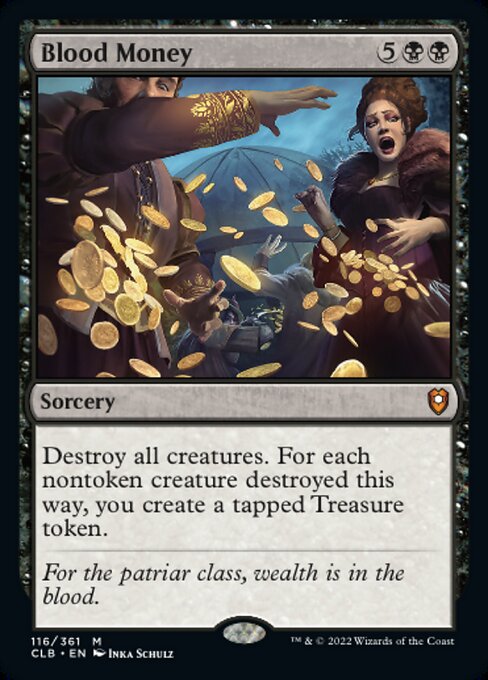 Blood Money 5
Sorcery
Destroy all creatures. For each
nontoken creature destroyed this
way, you create a tapped Treasure
token.
For the patriar class, wealth is in the
blood.
116/361 M
CLB • EN Inka Schulz
™ & © 2022 Wizards of the Coast